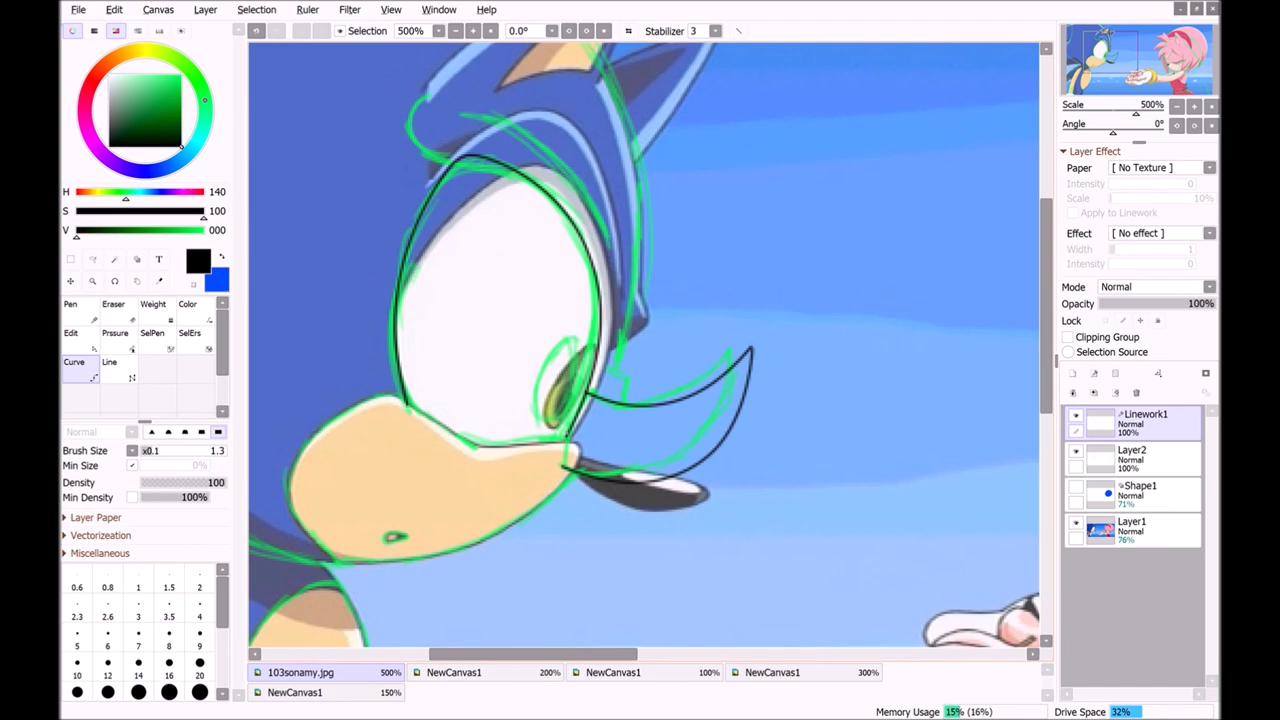 File Edit Canvas Layer Selection Ruler Filter View Window Help
Selection 500% 0.0° Stabilizer 3
Scale 500%
Angle 0°
Layer Effect
Paper [ No Texture ]
Intensity 0
Scale 10%
Apply to Linework
Effect [ No effect ]
Width 1
Intensity 0
Mode Normal
Opacity 100%
Lock
Clipping Group
Selection Source
Linework1
Normal
100%
Layer2
Normal
100%
Shape1
Normal
71%
Layer1
Normal
76%
H 140
S 100
V 000
T
Pen Eraser Weight Color
Edit Prssure SelPen SelErs
Curve Line
Normal
Brush Size x0.1 1.3
Min Size 0%
Density 100
Min Density 100%
Layer Paper
Vectorization
Miscellaneous
0.6 0.8 1 1.5 2
2.3 2.6 3 3.5 4
5 6 7 8 9
10 12 14 16 20
103sonamy.jpg 500% NewCanvas1 200% NewCanvas1 100% NewCanvas1 300%
NewCanvas1 150%
Memory Usage 15% (16%) Drive Space 32%